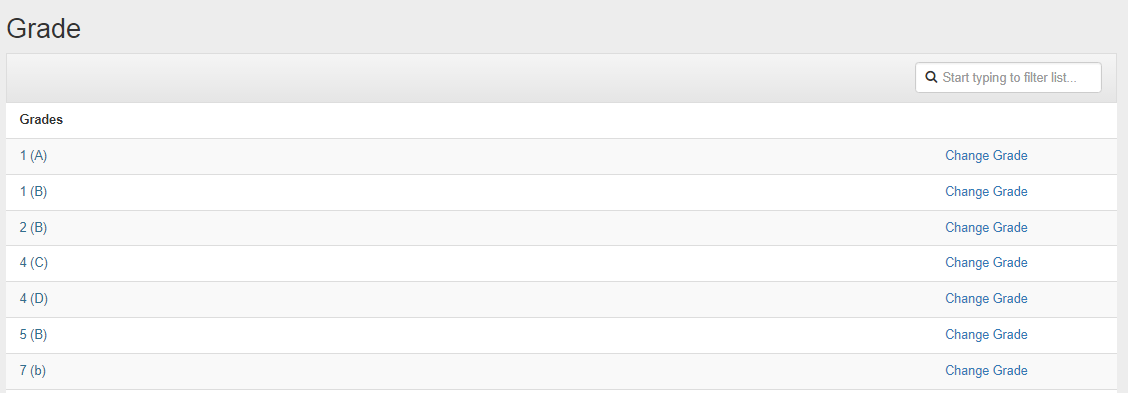 Grade
Start typing to filter list...
Grades
1 (A) Change Grade
1 (B) Change Grade
2 (B) Change Grade
4 (C) Change Grade
4 (D) Change Grade
5 (B) Change Grade
7 (b) Change Grade